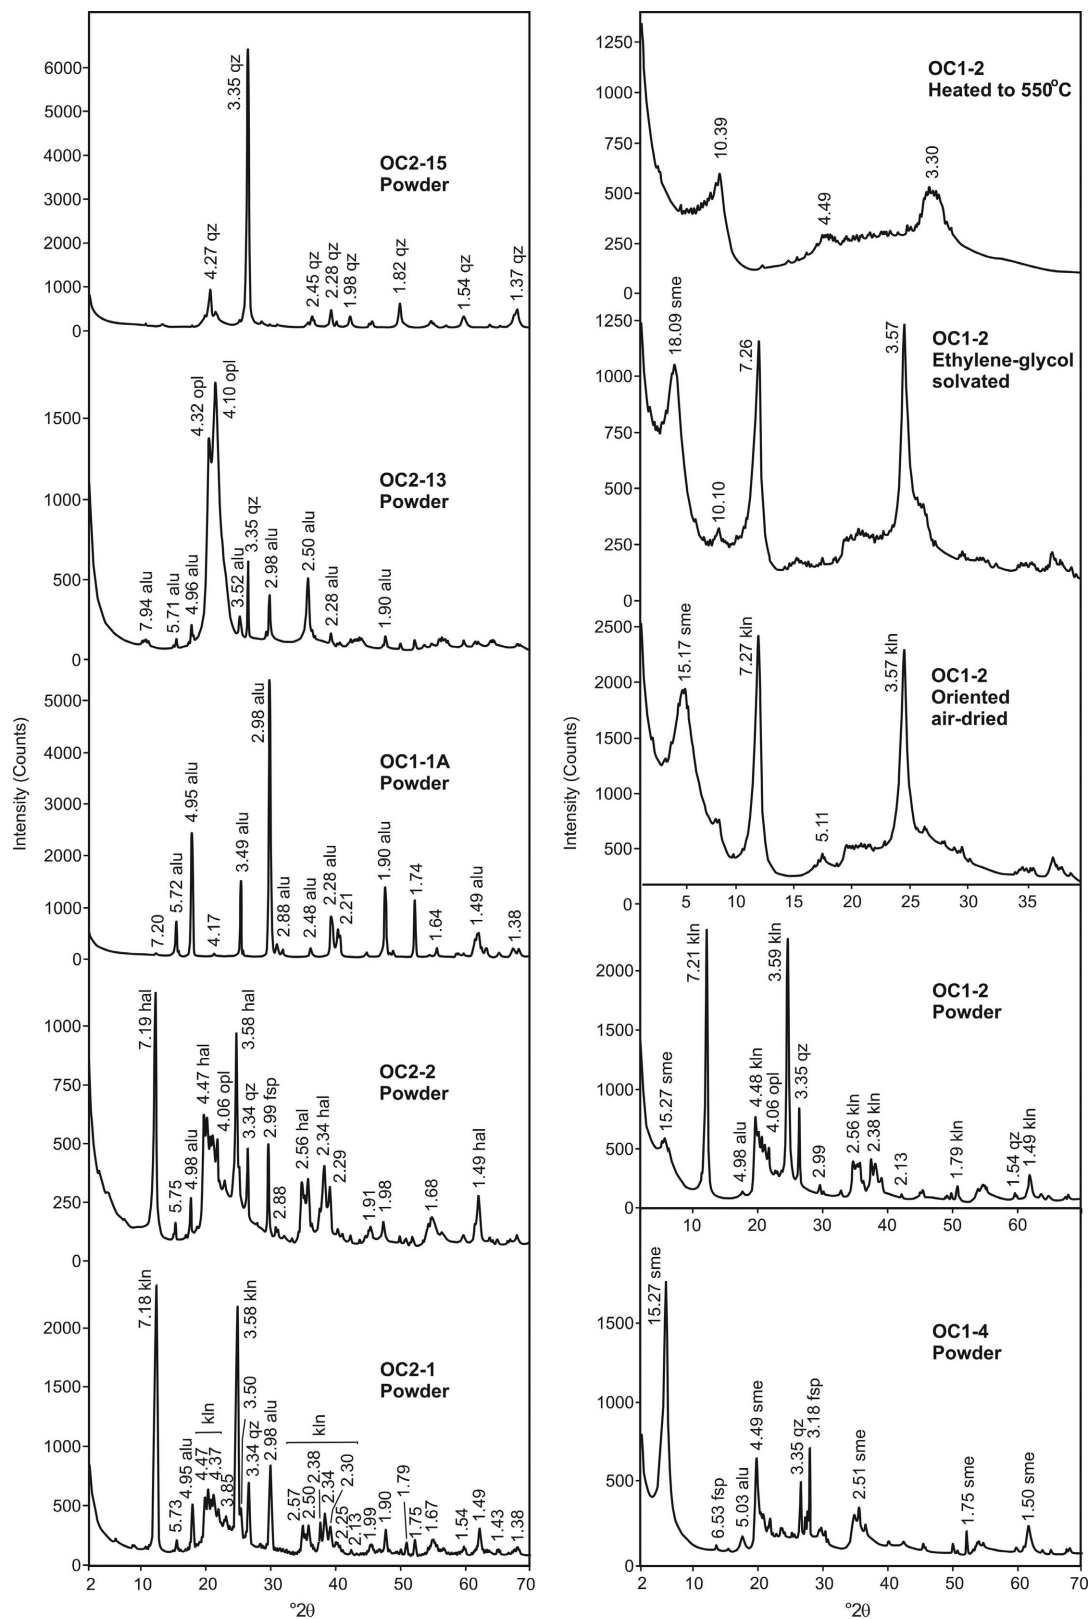 6000
5000
4000
3000
2000
1000
0
3.35 qz
4.27 qz
2.45 qz
2.28 qz
1.98 qz
1.82 qz
1.54 qz
1.37 qz
OC2-15
Powder
1500
1000
500
0
7.94 alu
5.71 alu
4.96 alu
4.32 opl
4.10 opl
3.52 alu
3.35 qz
2.98 alu
2.50 alu
2.28 alu
1.90 alu
OC2-13
Powder
Intensity (Counts)
5000
4000
3000
2000
1000
0
7.20
5.72 alu
4.95 alu
4.17
3.49 alu
2.98 alu
2.88 alu
2.48 alu
2.28 alu
2.21
1.90 alu
1.74
1.64
1.49 alu
1.38
OC1-1A
Powder
1000
750
500
250
0
7.19 hal
5.75
4.98 alu
4.47 hal
4.06 opl
3.58 hal
3.34 qz
2.99 fsp
2.88
2.56 hal
2.34 hal
2.29
1.91
1.98
1.68
1.49 hal
OC2-2
Powder
2000
1500
1000
500
0
7.18 kln
5.73
4.95 alu
kln
4.47
4.37
3.85
3.58 kln
3.50
3.34 qz
2.98 alu
kln
2.57
2.50
2.38
2.34
2.30
2.25
2.13
1.99
1.90
1.79
1.75
1.67
1.54
1.49
1.43
1.38
OC2-1
Powder
2
10
20
30
40
50
60
70
°2θ
1250
1000
750
500
250
0
10.39
4.49
3.30
OC1-2
Heated to 550°C
1250
1000
750
500
250
0
18.09 sme
10.10
7.26
3.57
OC1-2
Ethylene-glycol
solvated
Intensity (Counts)
2500
2000
1500
1000
500
0
15.17 sme
7.27 kln
5.11
3.57 kln
OC1-2
Oriented
air-dried
5
10
15
20
25
30
35
2000
1500
1000
500
0
15.27 sme
7.21 kln
4.98 alu
4.48 kln
4.06 opl
3.59 kln
3.35 qz
2.99
2.56 kln
2.38 kln
2.13
1.79 kln
1.54 qz
1.49 kln
OC1-2
Powder
10
20
30
40
50
60
1500
1000
500
0
15.27 sme
6.53 fsp
5.03 alu
4.49 sme
3.35 qz
3.18 fsp
2.51 sme
1.75 sme
1.50 sme
OC1-4
Powder
2
10
20
30
40
50
60
70
°2θ